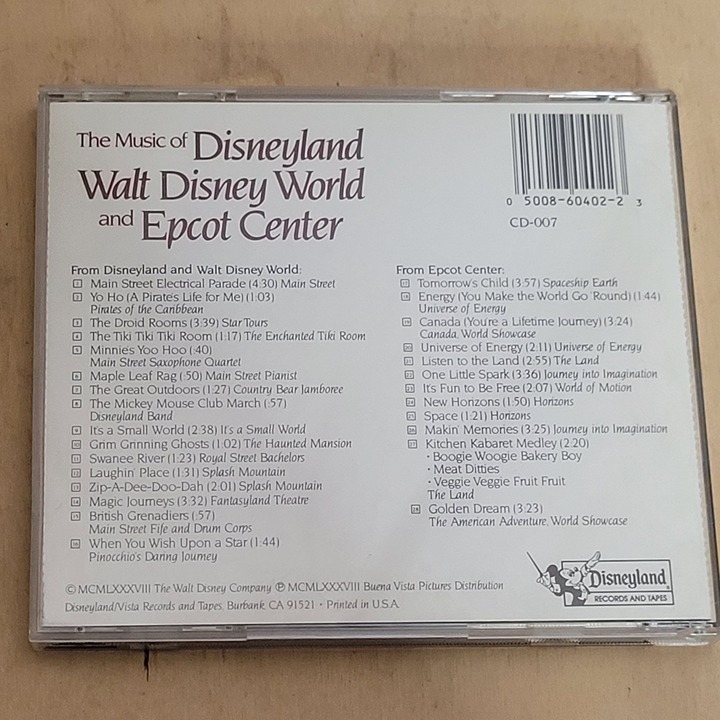 The Music of Disneyland
Walt Disney World
and Epcot Center
0 5008-60402-2 3
CD-007
From Disneyland and Walt Disney World:
1 Main Street Electrical Parade (4:30) Main Street
2 Yo Ho (A Pirate's Life for Me) (1:03)
Pirates of the Caribbean
3 The Droid Rooms (3:39) Star Tours
4 The Tiki Tiki Tiki Room (1:17) The Enchanted Tiki Room
5 Minnies Yoo Hoo (:40)
Main Street Saxophone Quartet
6 Maple Leaf Rag (:50) Main Street Pianist
7 The Great Outdoors (1:27) Country Bear Jamboree
8 The Mickey Mouse Club March (:57)
Disneyland Band
9 It's a Small World (2:38) It's a Small World
10 Grim Grinning Ghosts (1:02) The Haunted Mansion
11 Swanee River (1:23) Royal Street Bachelors
12 Laughin' Place (1:31) Splash Mountain
13 Zip-A-Dee-Doo-Dah (2:01) Splash Mountain
14 Magic Journeys (3:32) Fantasyland Theatre
15 British Grenadiers (:57)
Main Street Fife and Drum Corps
16 When You Wish Upon a Star (1:44)
Pinocchio's Daring Journey
From Epcot Center:
17 Tomorrow's Child (3:57) Spaceship Earth
18 Energy (You Make the World Go 'Round) (1:44)
Universe of Energy
19 Canada (You're a Lifetime Journey) (3:24)
Canada, World Showcase
20 Universe of Energy (2:11) Universe of Energy
21 Listen to the Land (2:55) The Land
22 One Little Spark (3:36) Journey into Imagination
23 It's Fun to Be Free (2:07) World of Motion
24 New Horizons (1:50) Horizons
25 Space (1:21) Horizons
26 Makin' Memories (3:25) Journey into Imagination
27 Kitchen Kabaret Medley (2:20)
• Boogie Woogie Bakery Boy
• Meat Ditties
• Veggie Veggie Fruit Fruit
The Land
28 Golden Dream (3:23)
The American Adventure, World Showcase
© MCMLXXXVIII The Walt Disney Company ℗ MCMLXXXVIII Buena Vista Pictures Distribution
Disneyland/Vista Records and Tapes, Burbank, CA 91521 • Printed in U.S.A.
Disneyland
RECORDS AND TAPES